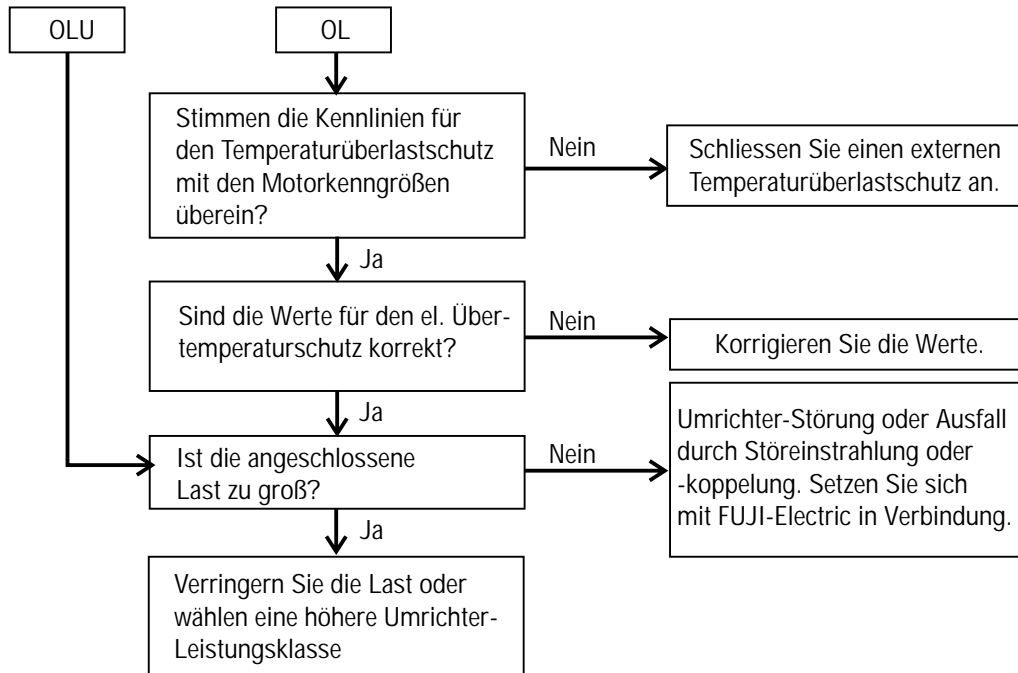 OLU
OL
Stimmen die Kennlinien für
den Temperaturüberlastschutz
mit den Motorkenngrößen
überein?
Nein
Schliessen Sie einen externen
Temperaturüberlastschutz an.
Ja
Sind die Werte für den el. Über-
temperaturschutz korrekt?
Nein
Korrigieren Sie die Werte.
Ja
Ist die angeschlossene
Last zu groß?
Nein
Umrichter-Störung oder Ausfall
durch Störeinstrahlung oder
-koppelung. Setzen Sie sich
mit FUJI-Electric in Verbindung.
Ja
Verringern Sie die Last oder
wählen eine höhere Umrichter-
Leistungsklasse